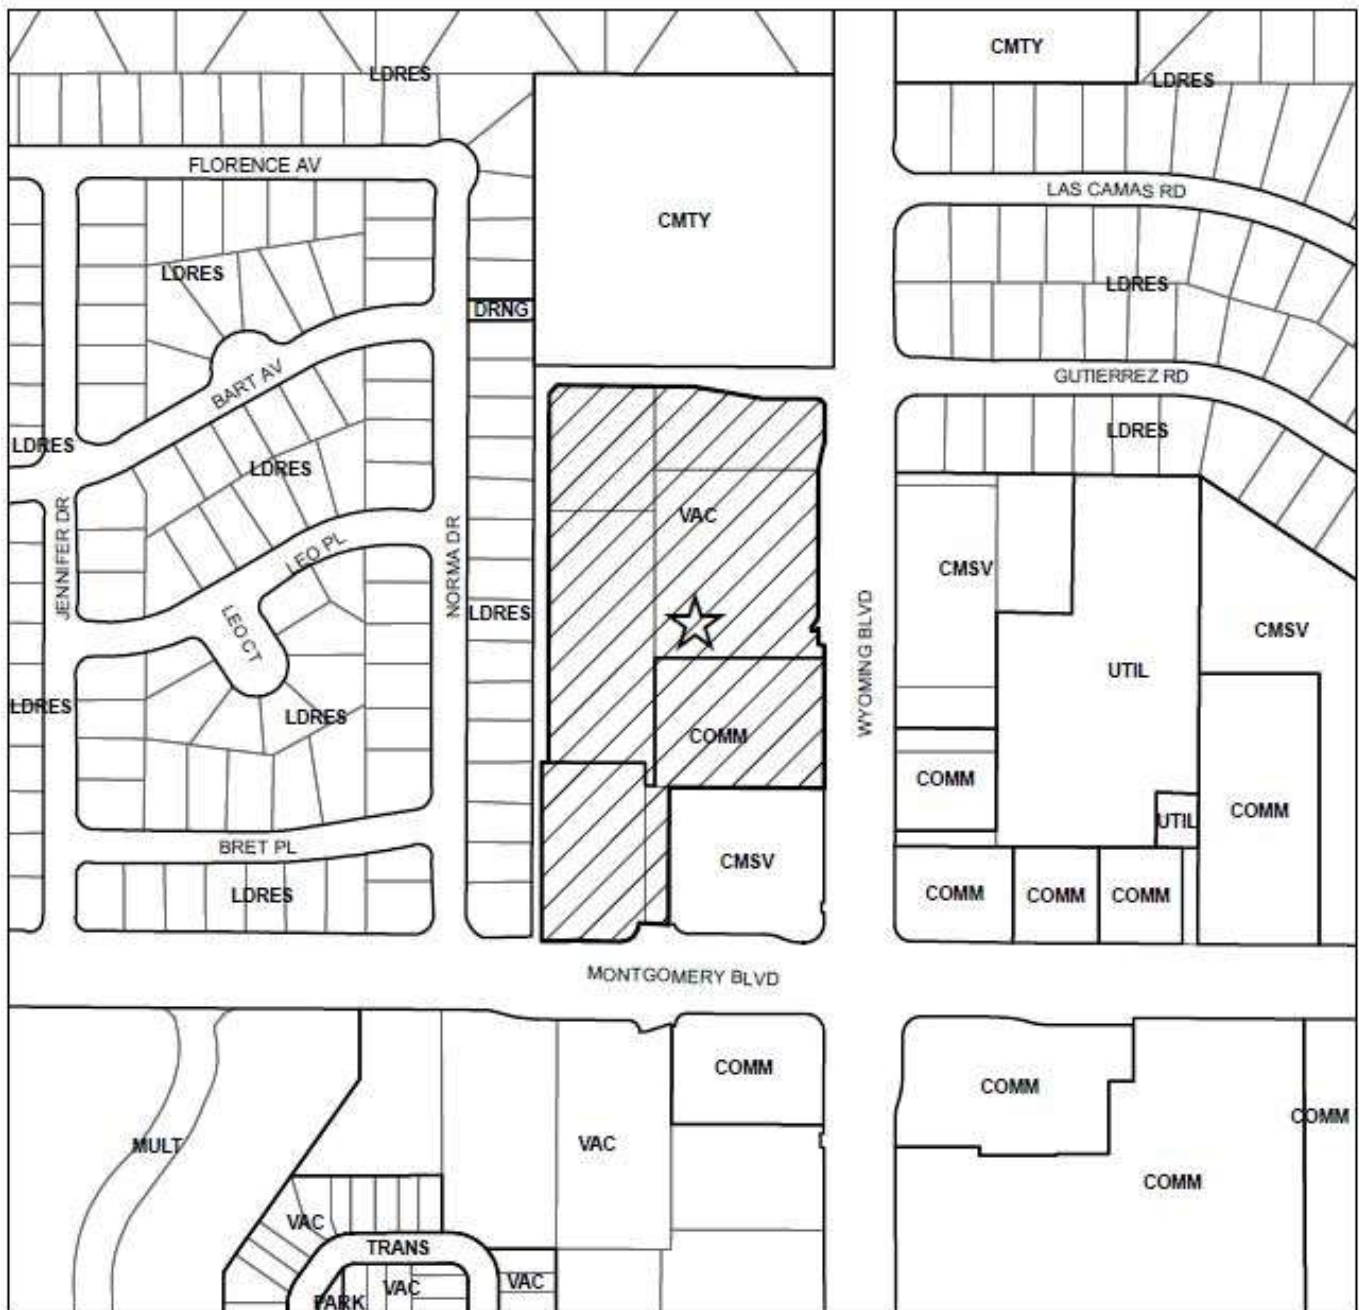 CMTY
LDRES
LDRES
FLORENCE AV
LAS CAMAS RD
CMTY
LDRES
LDRES
DRNG
GUTIERREZ RD
BART AV
LDRES
LDRES
LDRES
VAC
JENNIFER DR
NORMA DR
LEO PL
CMSV
LEO CT
LDRES
WYOMING BLVD
CMSV
UTIL
LDRES
LDRES
COMM
COMM
COMM
UTIL
BRET PL
CMSV
LDRES
COMM
COMM
COMM
MONTGOMERY BLVD
COMM
COMM
COMM
MULT
VAC
COMM
VAC
TRANS
VAC
VAC
PARK